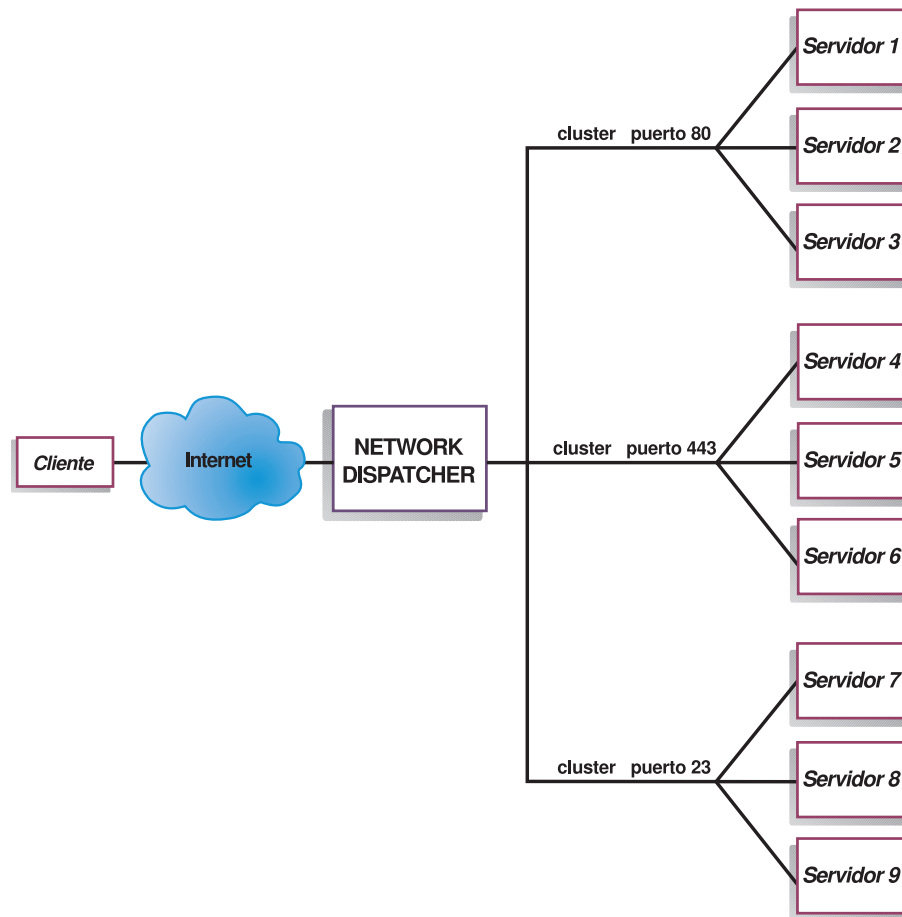 Servidor 1
cluster puerto 80
Servidor 2
Servidor 3
Servidor 4
Cliente
Internet
NETWORK
DISPATCHER
cluster puerto 443
Servidor 5
Servidor 6
Servidor 7
cluster puerto 23
Servidor 8
Servidor 9